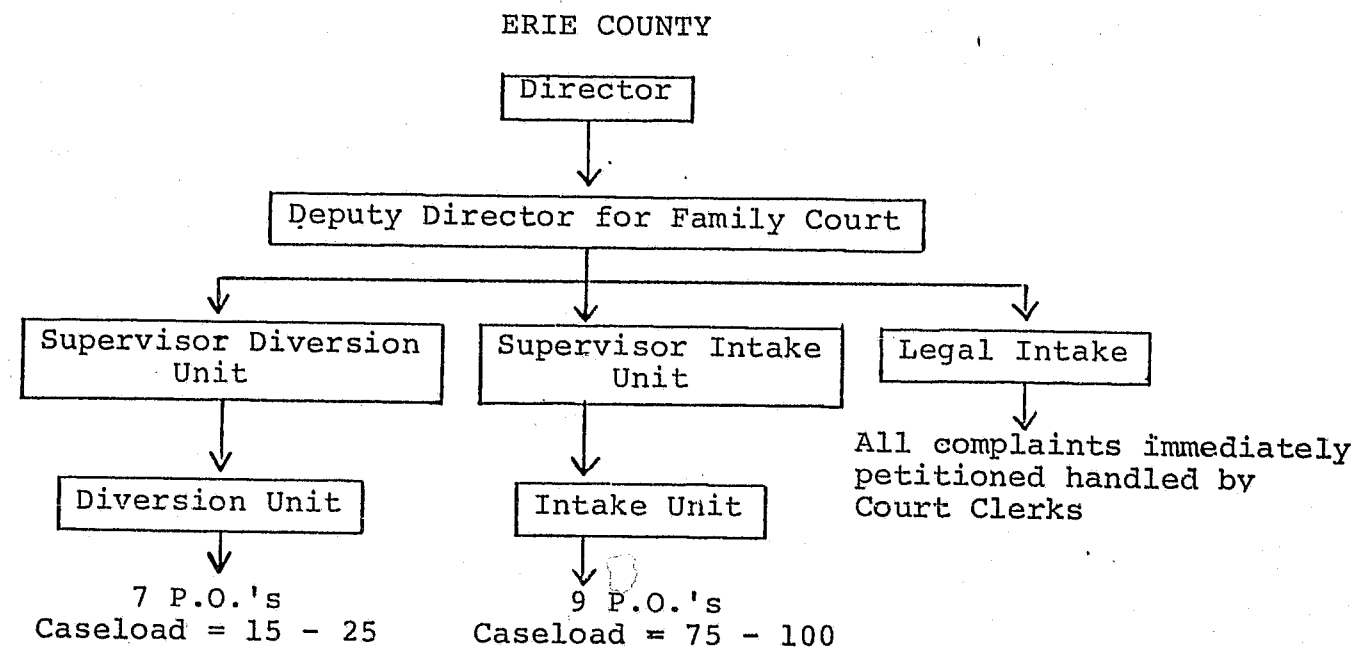 ERIE COUNTY
Director
Deputy Director for Family Court
Supervisor Diversion
Unit
Supervisor Intake
Unit
Legal Intake
All complaints immediately
petitioned handled by
Court Clerks
Diversion Unit
Intake Unit
7 P.O.'s
Caseload = 15 - 25
9 P.O.'s
Caseload = 75 - 100